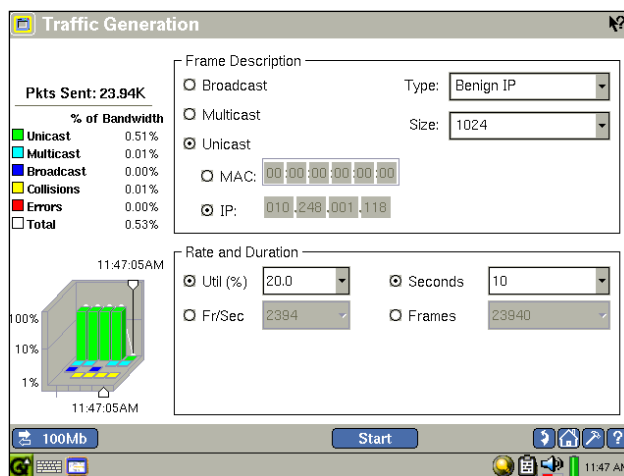 Traffic Generation
Pkts Sent: 23.94K
% of Bandwidth
Unicast 0.51%
Multicast 0.01%
Broadcast 0.00%
Collisions 0.01%
Errors 0.00%
Total 0.53%
11:47:05AM
100%
10%
1%
11:47:05AM
Frame Description
Broadcast
Multicast
Unicast
MAC: 00:00:00:00:00:00
IP: 010.248.001.118
Type: Benign IP
Size: 1024
Rate and Duration
Util (%) 20.0
Seconds 10
Fr/Sec 2394
Frames 23940
100Mb
Start
?
11:47 AM